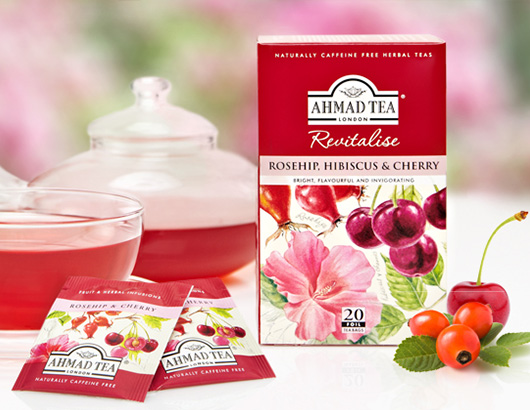 NATURALLY CAFFEINE FREE HERBAL TEAS
AHMAD TEA®
LONDON
Revitalise
ROSEHIP, HIBISCUS & CHERRY
BRIGHT, FLAVOURFUL AND INVIGORATING
Rosehip
20
FOIL
TEA BAGS
FRUIT & HERBAL INFUSIONS
ROSEHIP & CHERRY
AHMAD TEA
LONDON
NATURALLY CAFFEINE FREE
AHMAD TEA
LONDON
NATURALLY CAFFEINE FREE